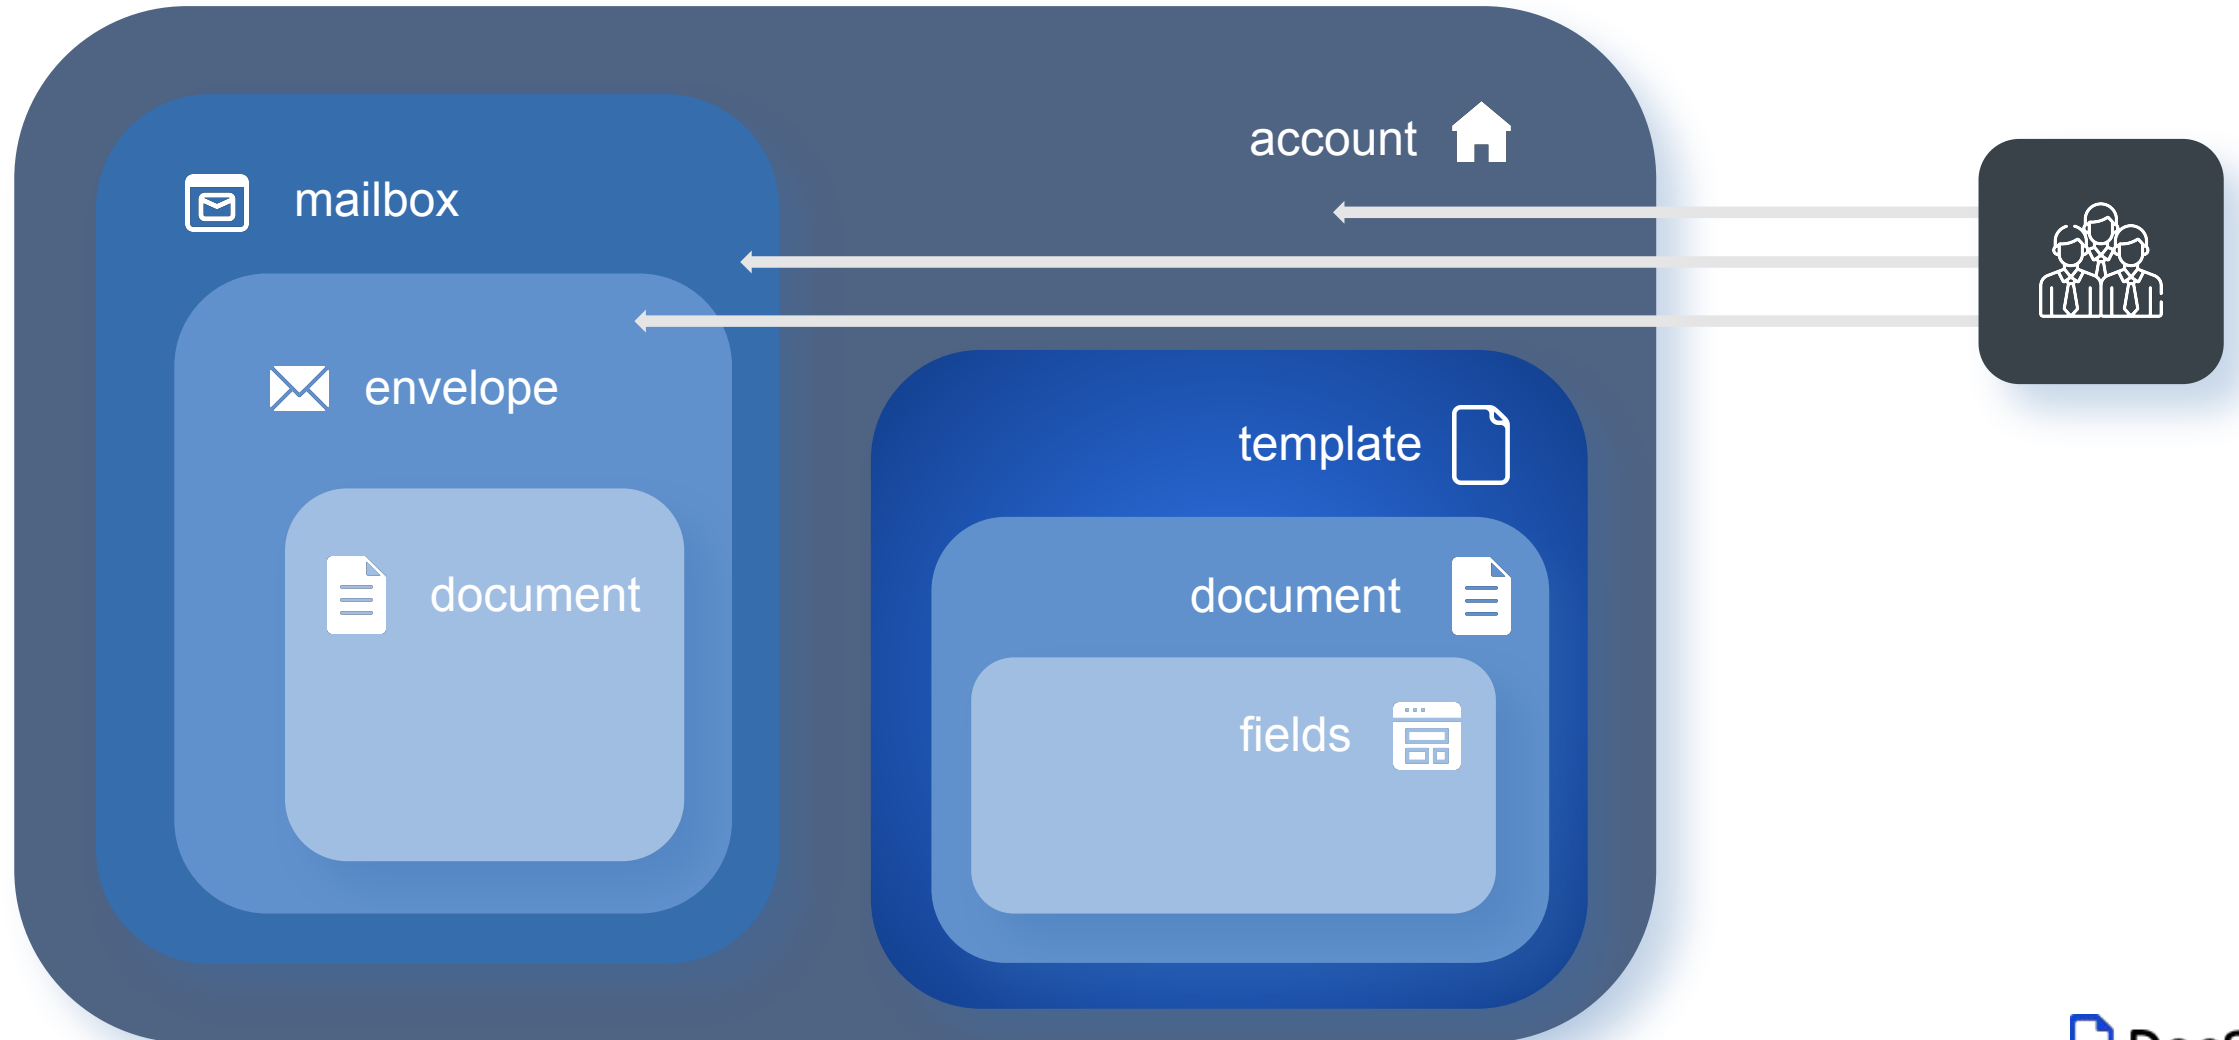 account
mailbox
envelope
template
document
document
fields